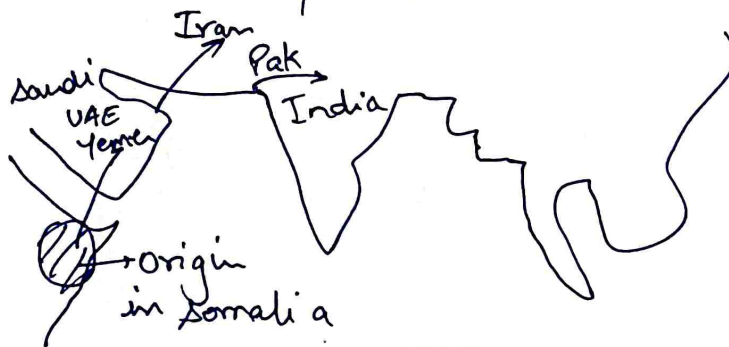 Iran
Pak
Saudi
India
UAE
Yemen
origin
in Somalia